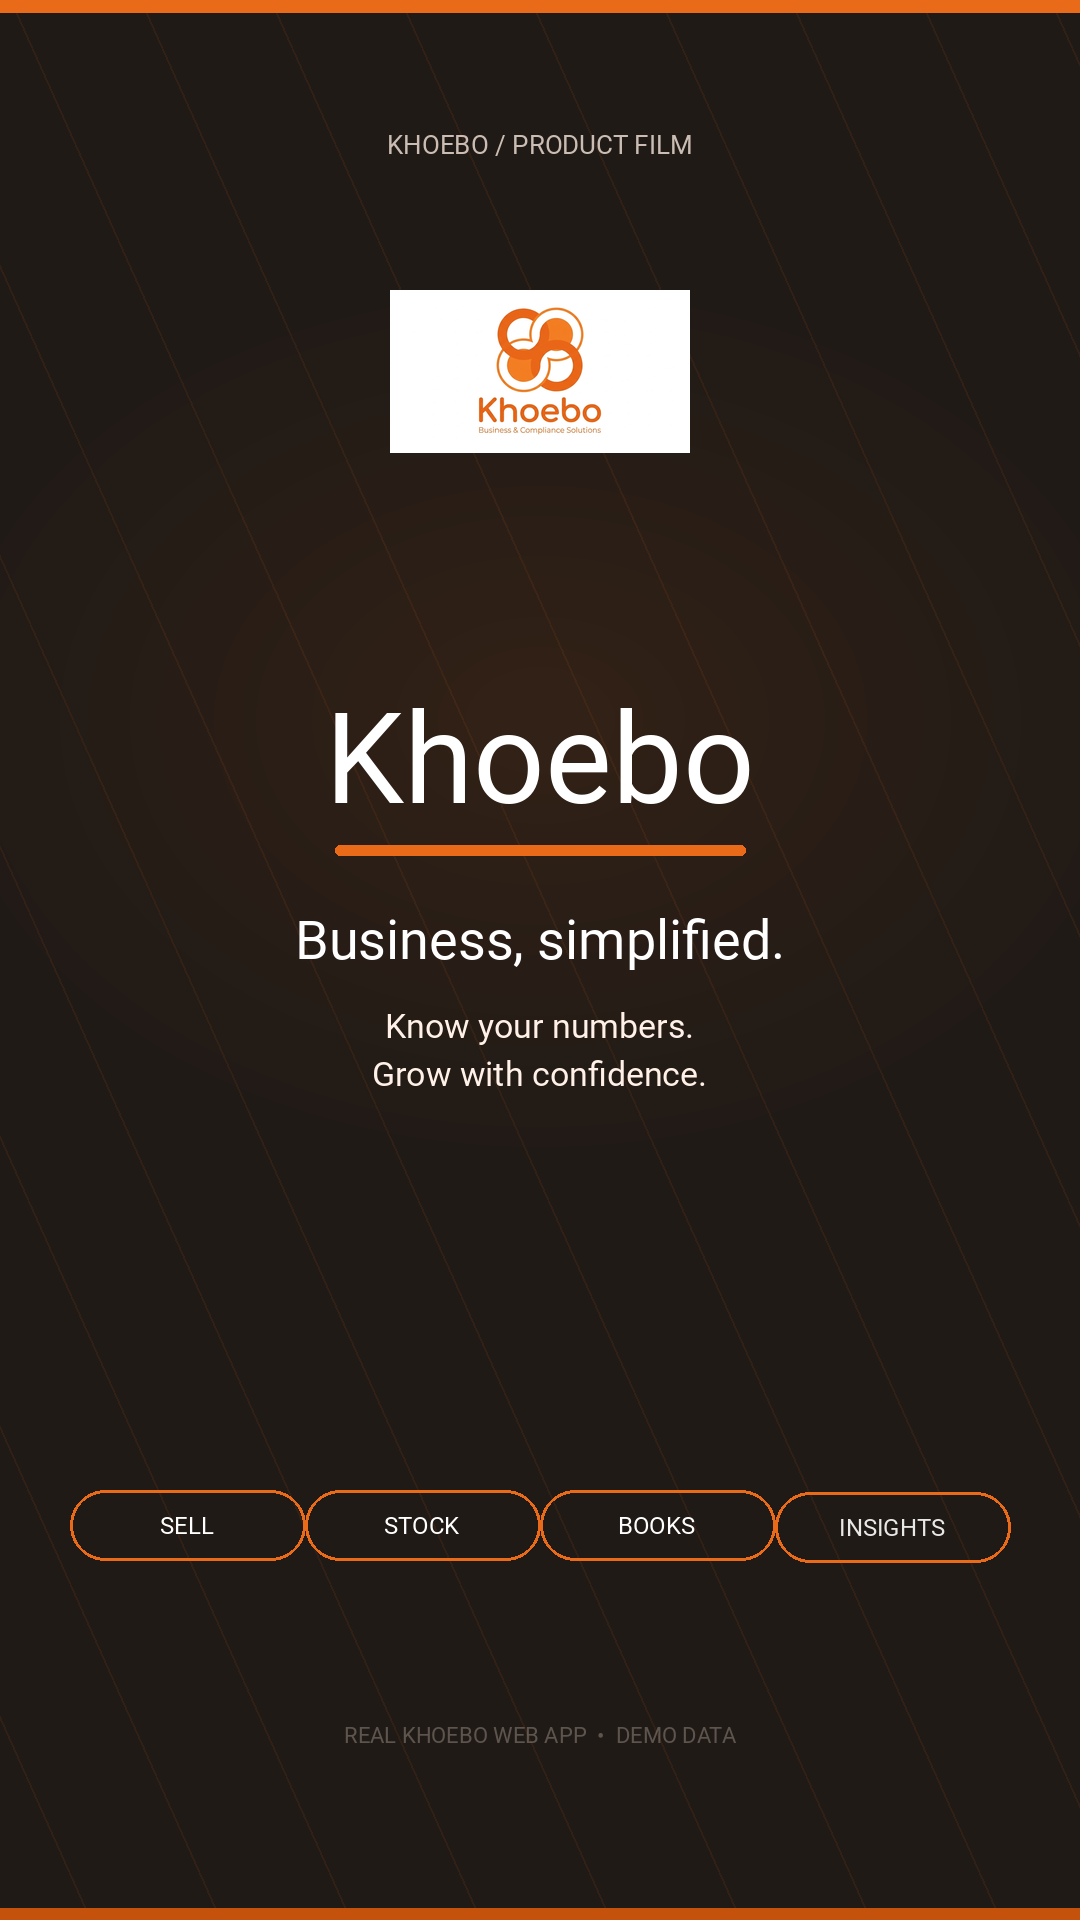 KHOEBO / PRODUCT FILM
Khoebo
Business & Compliance Solutions
Khoebo
Business, simplified.
Know your numbers.
Grow with confidence.
SELL STOCK BOOKS INSIGHTS
REAL KHOEBO WEB APP • DEMO DATA